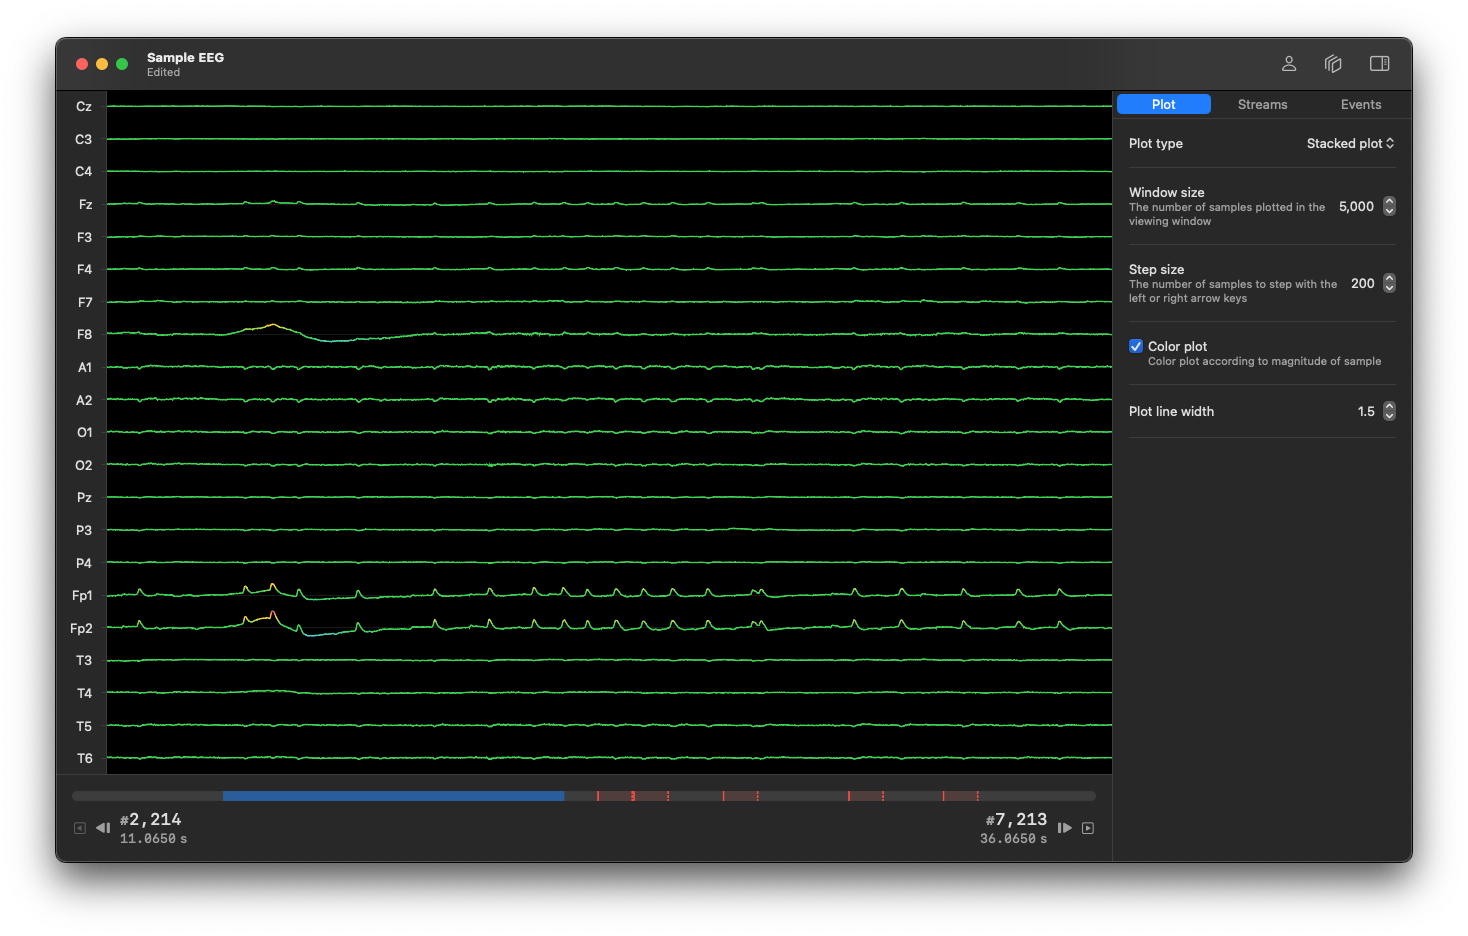 Sample EEG
Edited
Cz
C3
C4
Fz
F3
F4
F7
F8
A1
A2
O1
O2
Pz
P3
P4
Fp1
Fp2
T3
T4
T5
T6
#2,214
11.0650 s
#7,213
36.0650 s
Plot Streams Events
Plot type Stacked plot
Window size
The number of samples plotted in the
viewing window
5,000
Step size
The number of samples to step with the
left or right arrow keys
200
Color plot
Color plot according to magnitude of sample
Plot line width 1.5